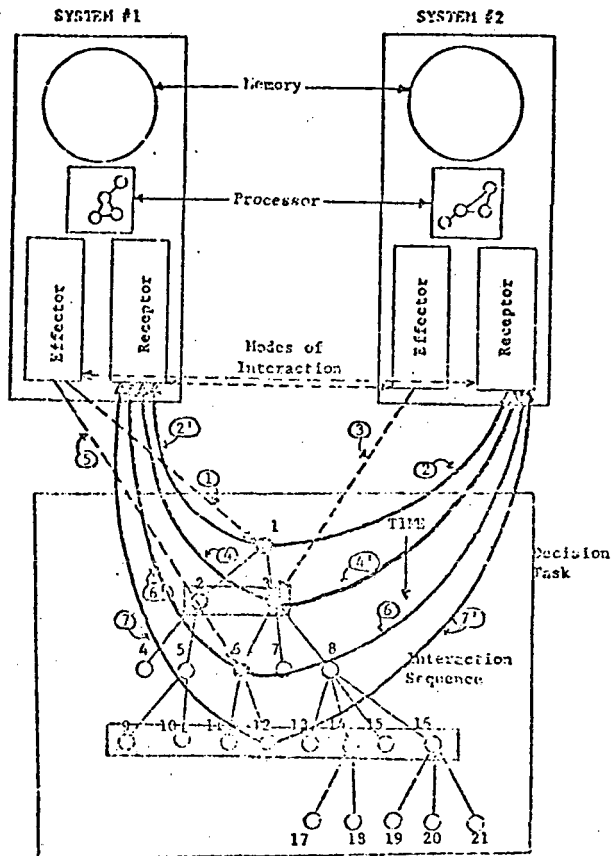 SYSTEM #1
SYSTEM #2
Memory
Processor
Effector
Receptor
Effector
Receptor
Modes of
Interaction
5
2'
1
3
2
1
TIME
4
4'
Decision
Task
2
3
6'
6
7
7'
4
5
6
7
8
Interaction
Sequence
9
10
11
12
13
14
15
16
17
18
19
20
21